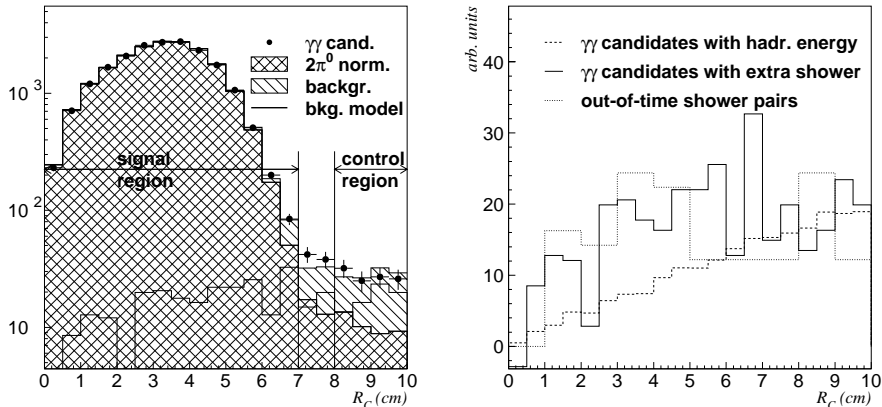 γγ cand.
2π⁰ norm.
backgr.
bkg. model
signal
region
control
region
10³
10²
10
0 1 2 3 4 5 6 7 8 9 10
R_C (cm)
arb. units
γγ candidates with hadr. energy
γγ candidates with extra shower
out-of-time shower pairs
40
30
20
10
0
0 1 2 3 4 5 6 7 8 9 10
R_C (cm)